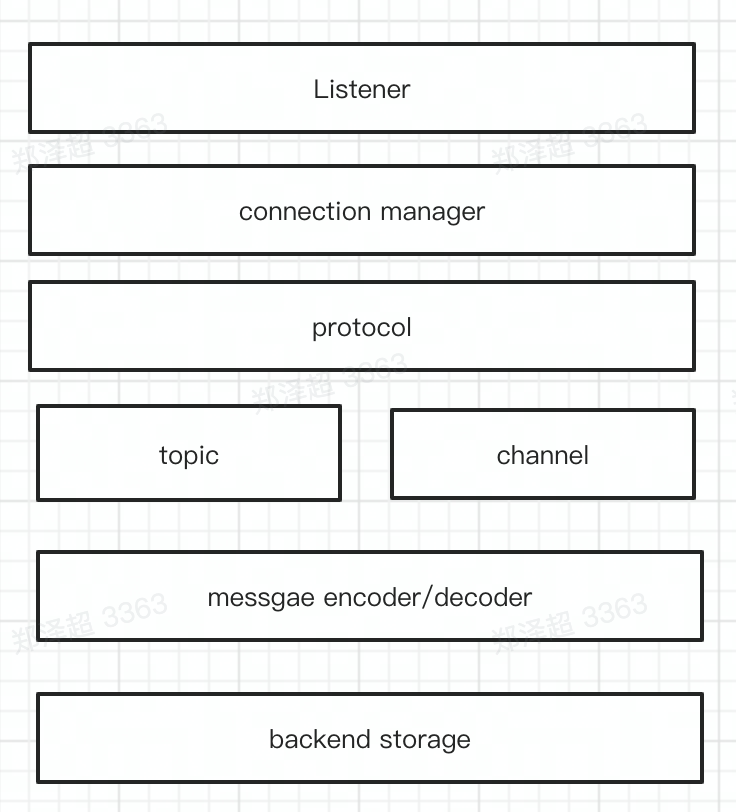 Listener
郑泽超 3363
郑泽超 3363
connection manager
protocol
郑泽超 3363
topic
channel
messgae encoder/decoder
郑泽超 3363
郑泽超 3363
backend storage